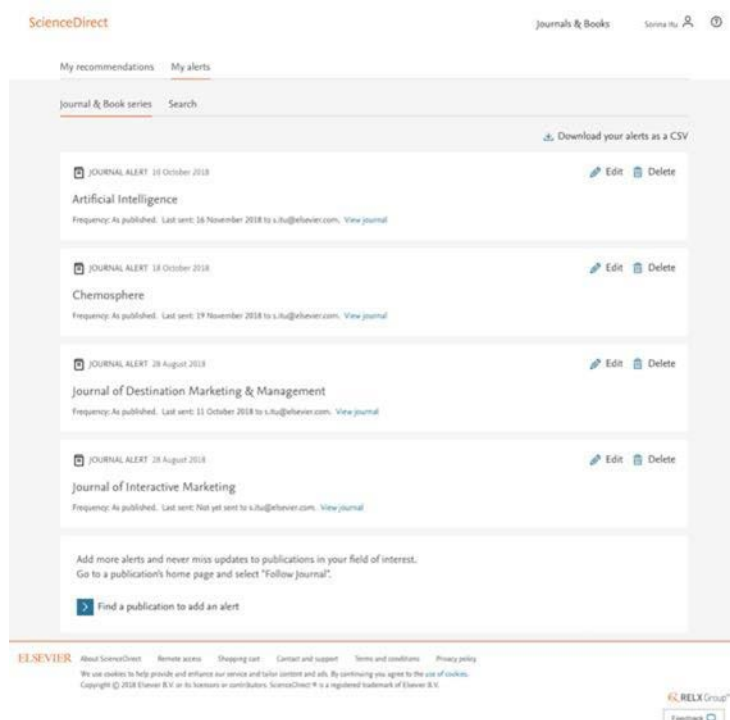 ScienceDirect
Journals & Books
Sorina Itu
My recommendations My alerts
Journal & Book series Search
Download your alerts as a CSV
JOURNAL ALERT
October 2018
Edit Delete
Artificial Intelligence
Frequency: As published. Last sent: 16 November 2018 to s.itu@elsevier.com. View journal
JOURNAL ALERT 18 October 2018
Edit Delete
Chemosphere
Frequency: As published. Last sent: 19 November 2018 to s.itu@elsevier.com. View journal
JOURNAL ALERT 28 August 2018
Edit Delete
Journal of Destination Marketing & Management
Frequency: As published. Last sent: 11 October 2018 to s.itu@elsevier.com. View journal
JOURNAL ALERT 28 August 2018
Edit Delete
Journal of Interactive Marketing
Frequency: As published. Last sent: Not yet sent to s.itu@elsevier.com. View journal
Add more alerts and never miss updates to publications in your field of interest.
Go to a publication's home page and select "Follow Journal".
Find a publication to add an alert
ELSEVIER
About ScienceDirect Remote access Shopping cart Contact and support Terms and conditions Privacy policy
We use cookies to help provide and enhance our service and tailor content and ads. By continuing you agree to the use of cookies.
Copyright © 2018 Elsevier B.V. or its licensors or contributors. ScienceDirect ® is a registered trademark of Elsevier B.V.
RELX Group™
Feedback